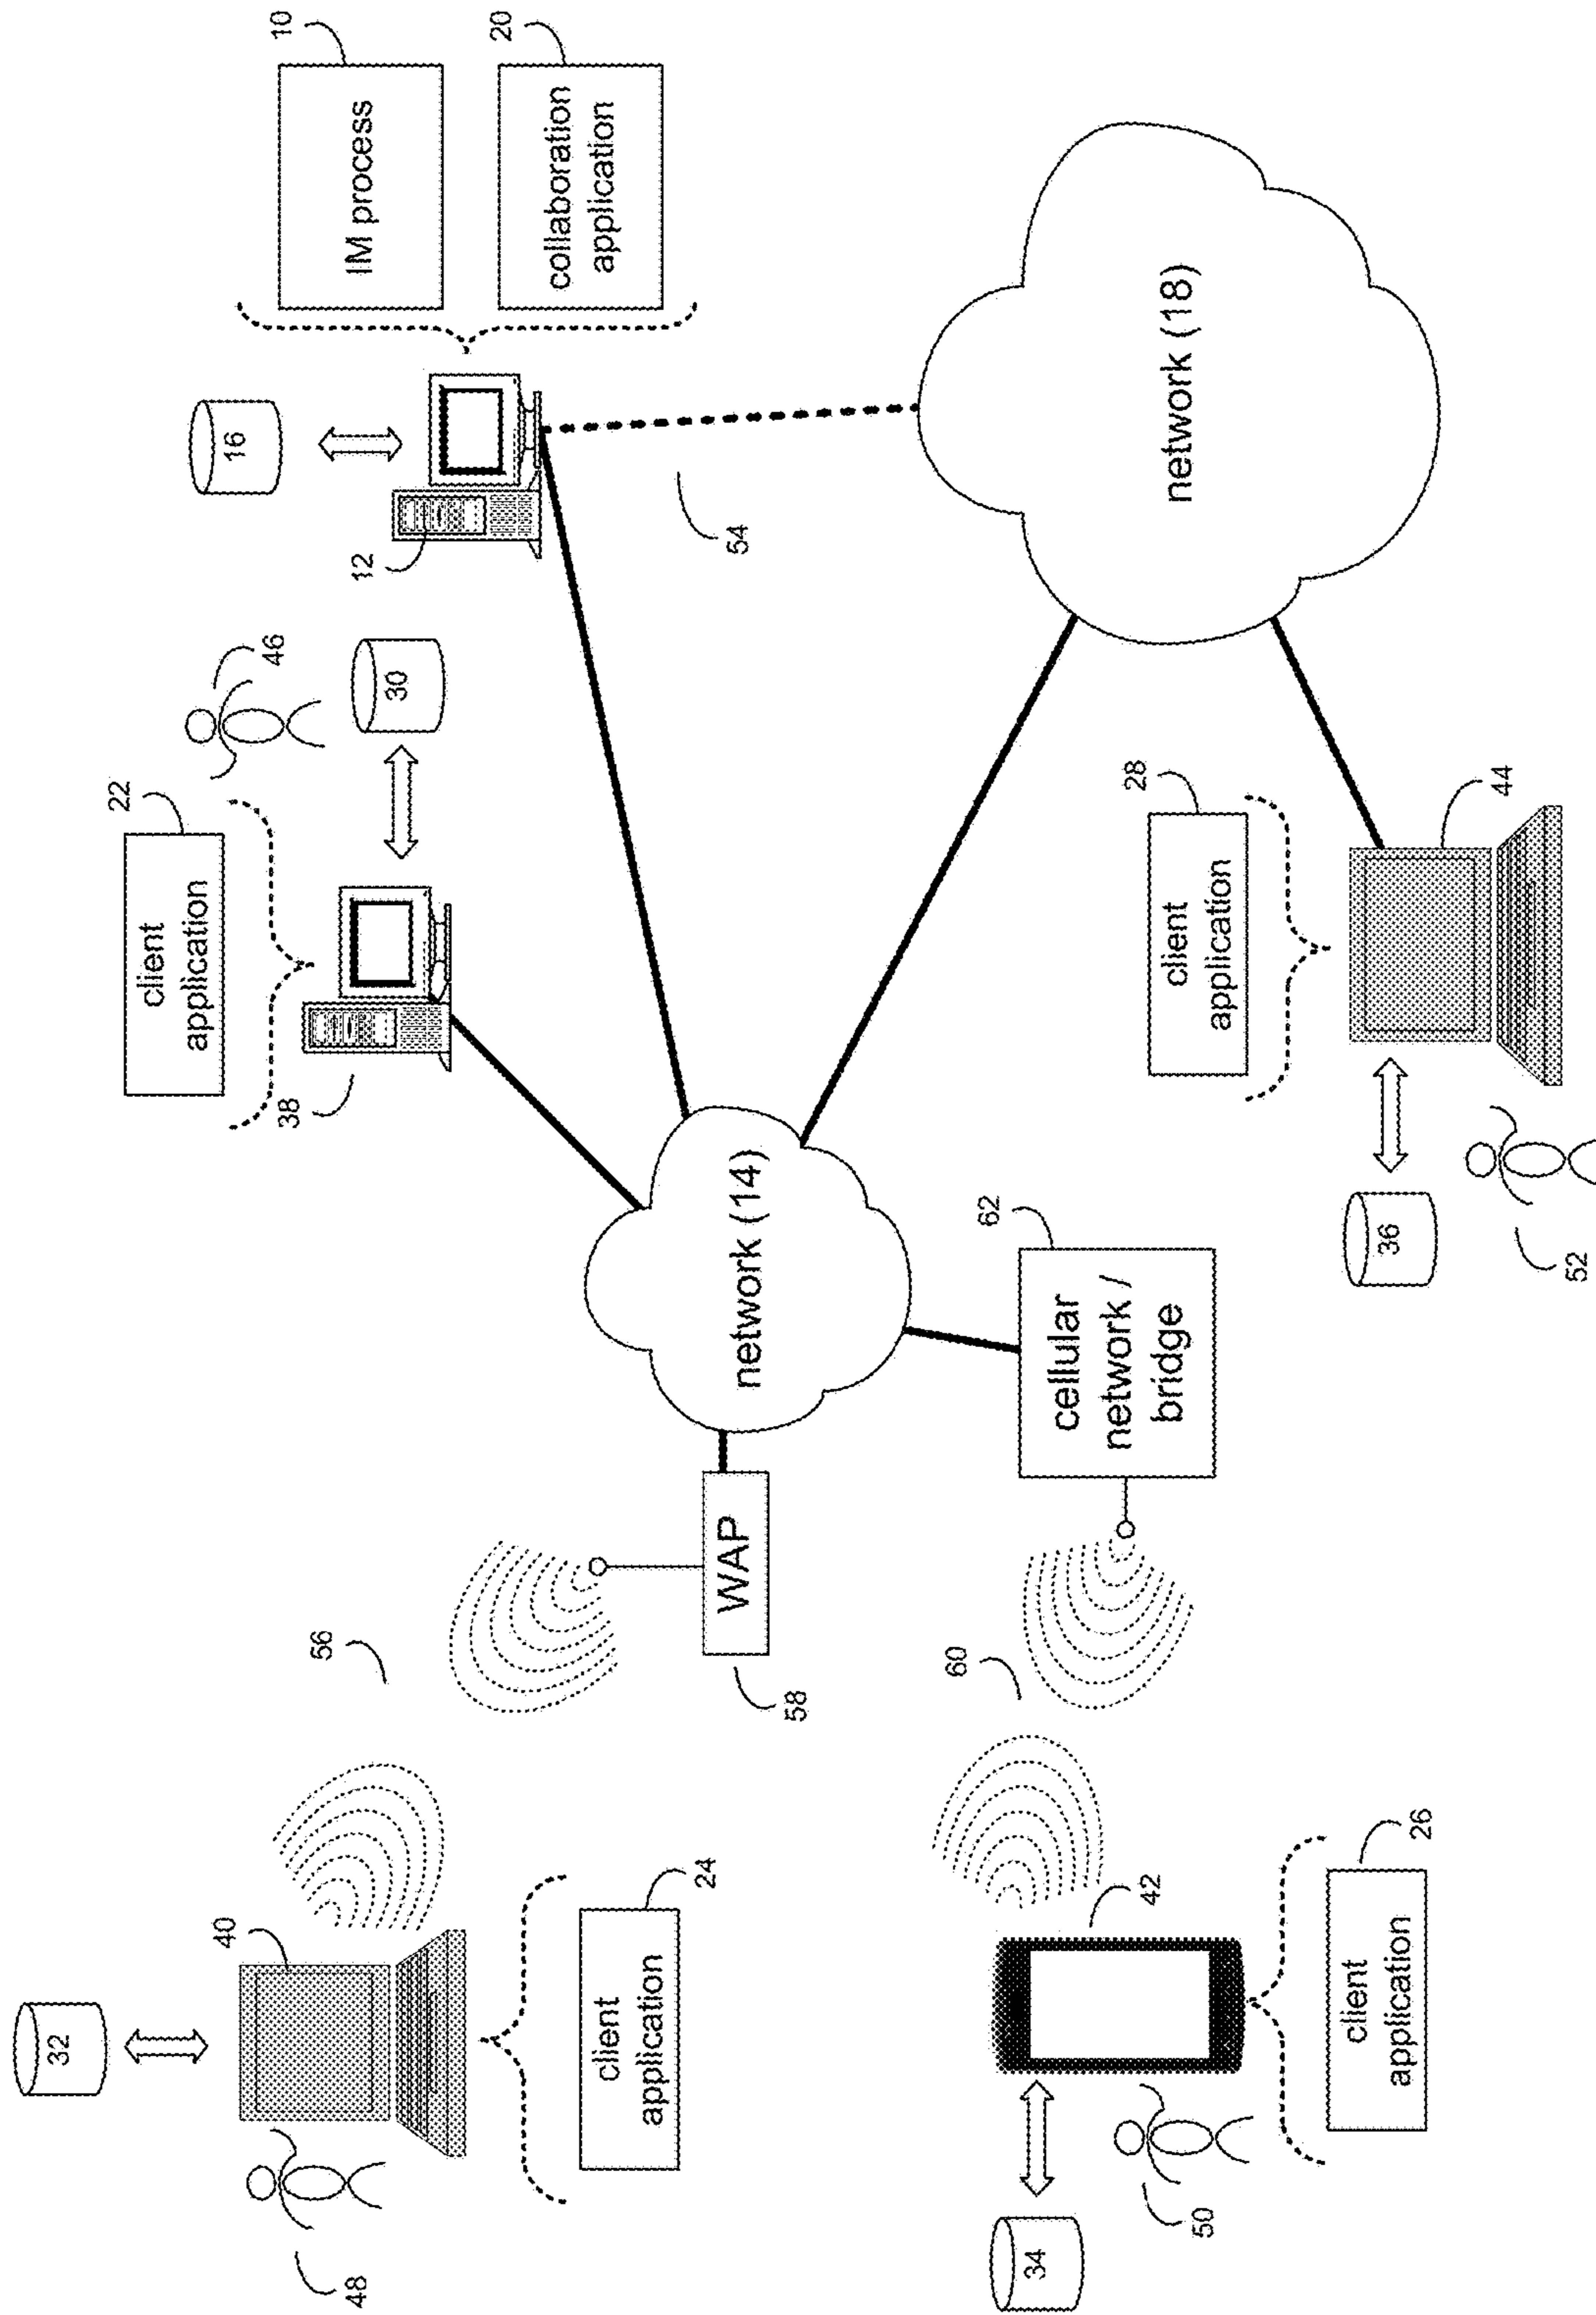 32
22
client
application
16
40
46
10
38
56
48
IM process
12
30
20
collaboration
application
client
application
24
54
WAP
network (14)
58
60
62
34
cellular
network /
bridge
28
42
client
application
network (18)
50
client
application
36
26
44
52